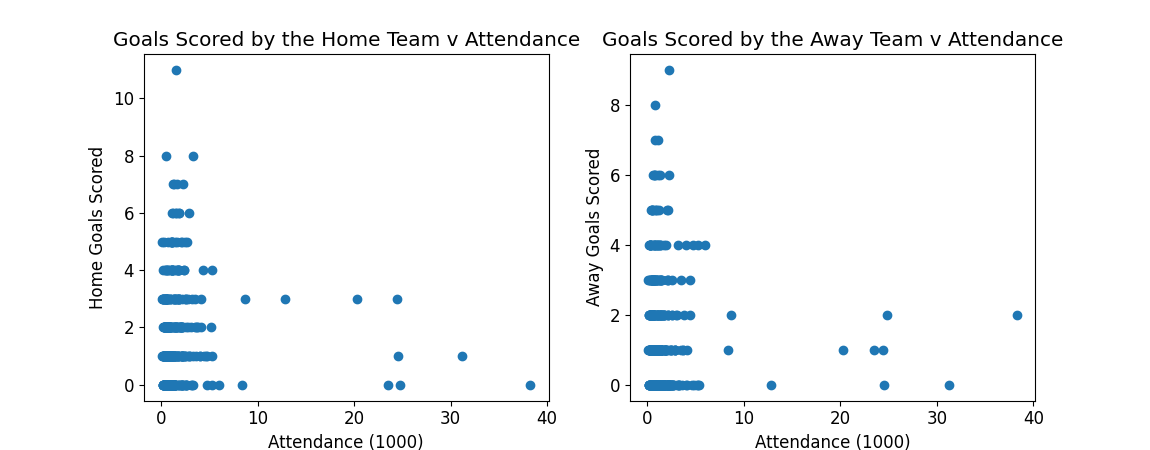 Goals Scored by the Home Team v Attendance
Home Goals Scored
10
8
6
4
2
0
0 10 20 30 40
Attendance (1000)
Goals Scored by the Away Team v Attendance
Away Goals Scored
8
6
4
2
0
0 10 20 30 40
Attendance (1000)